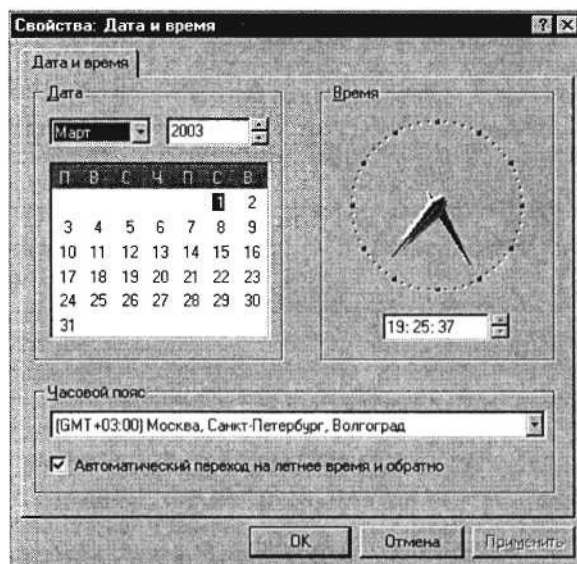 Свойства: Дата и время
Дата и время
Дата
Март 2003
П В С Ч П С В
1 2
3 4 5 6 7 8 9
10 11 12 13 14 15 16
17 18 19 20 21 22 23
24 25 26 27 28 29 30
31
Время
19:25:37
Часовой пояс
(GMT+03:00) Москва, Санкт-Петербург, Волгоград
Автоматический переход на летнее время и обратно
OK Отмена Применить